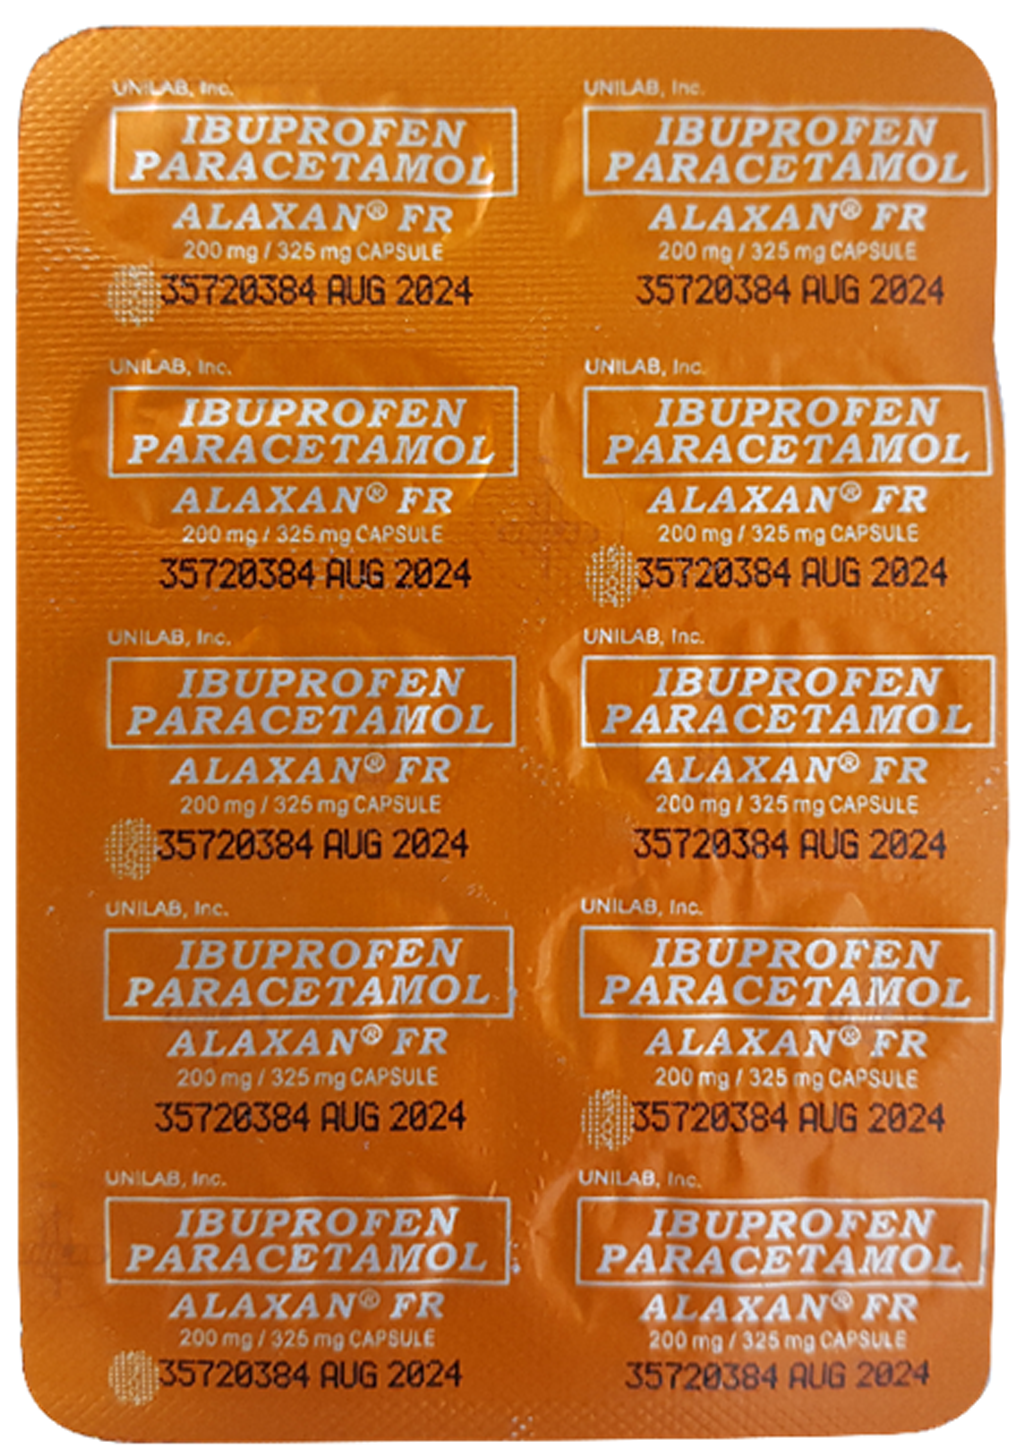 UNILAB, Inc.
IBUPROFEN
PARACETAMOL
ALAXAN® FR
200 mg / 325 mg CAPSULE
35720384 AUG 2024
UNILAB, Inc.
IBUPROFEN
PARACETAMOL
ALAXAN® FR
200 mg / 325 mg CAPSULE
35720384 AUG 2024
UNILAB, Inc.
IBUPROFEN
PARACETAMOL
ALAXAN® FR
200 mg / 325 mg CAPSULE
35720384 AUG 2024
UNILAB, Inc.
IBUPROFEN
PARACETAMOL
ALAXAN® FR
200 mg / 325 mg CAPSULE
35720384 AUG 2024
UNILAB, Inc.
IBUPROFEN
PARACETAMOL
ALAXAN® FR
200 mg / 325 mg CAPSULE
35720384 AUG 2024
UNILAB, Inc.
IBUPROFEN
PARACETAMOL
ALAXAN® FR
200 mg / 325 mg CAPSULE
35720384 AUG 2024
UNILAB, Inc.
IBUPROFEN
PARACETAMOL
ALAXAN® FR
200 mg / 325 mg CAPSULE
35720384 AUG 2024
UNILAB, Inc.
IBUPROFEN
PARACETAMOL
ALAXAN® FR
200 mg / 325 mg CAPSULE
35720384 AUG 2024
UNILAB, Inc.
IBUPROFEN
PARACETAMOL
ALAXAN® FR
200 mg / 325 mg CAPSULE
35720384 AUG 2024
UNILAB, Inc.
IBUPROFEN
PARACETAMOL
ALAXAN® FR
200 mg / 325 mg CAPSULE
35720384 AUG 2024